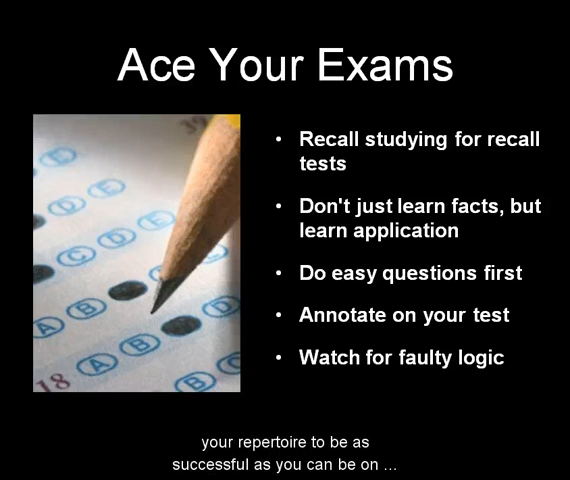 Ace Your Exams
• Recall studying for recall
tests
• Don't just learn facts, but
learn application
• Do easy questions first
• Annotate on your test
• Watch for faulty logic
39
E
D E
C D E
A B D
18 A B
B C
your repertoire to be as
successful as you can be on ...